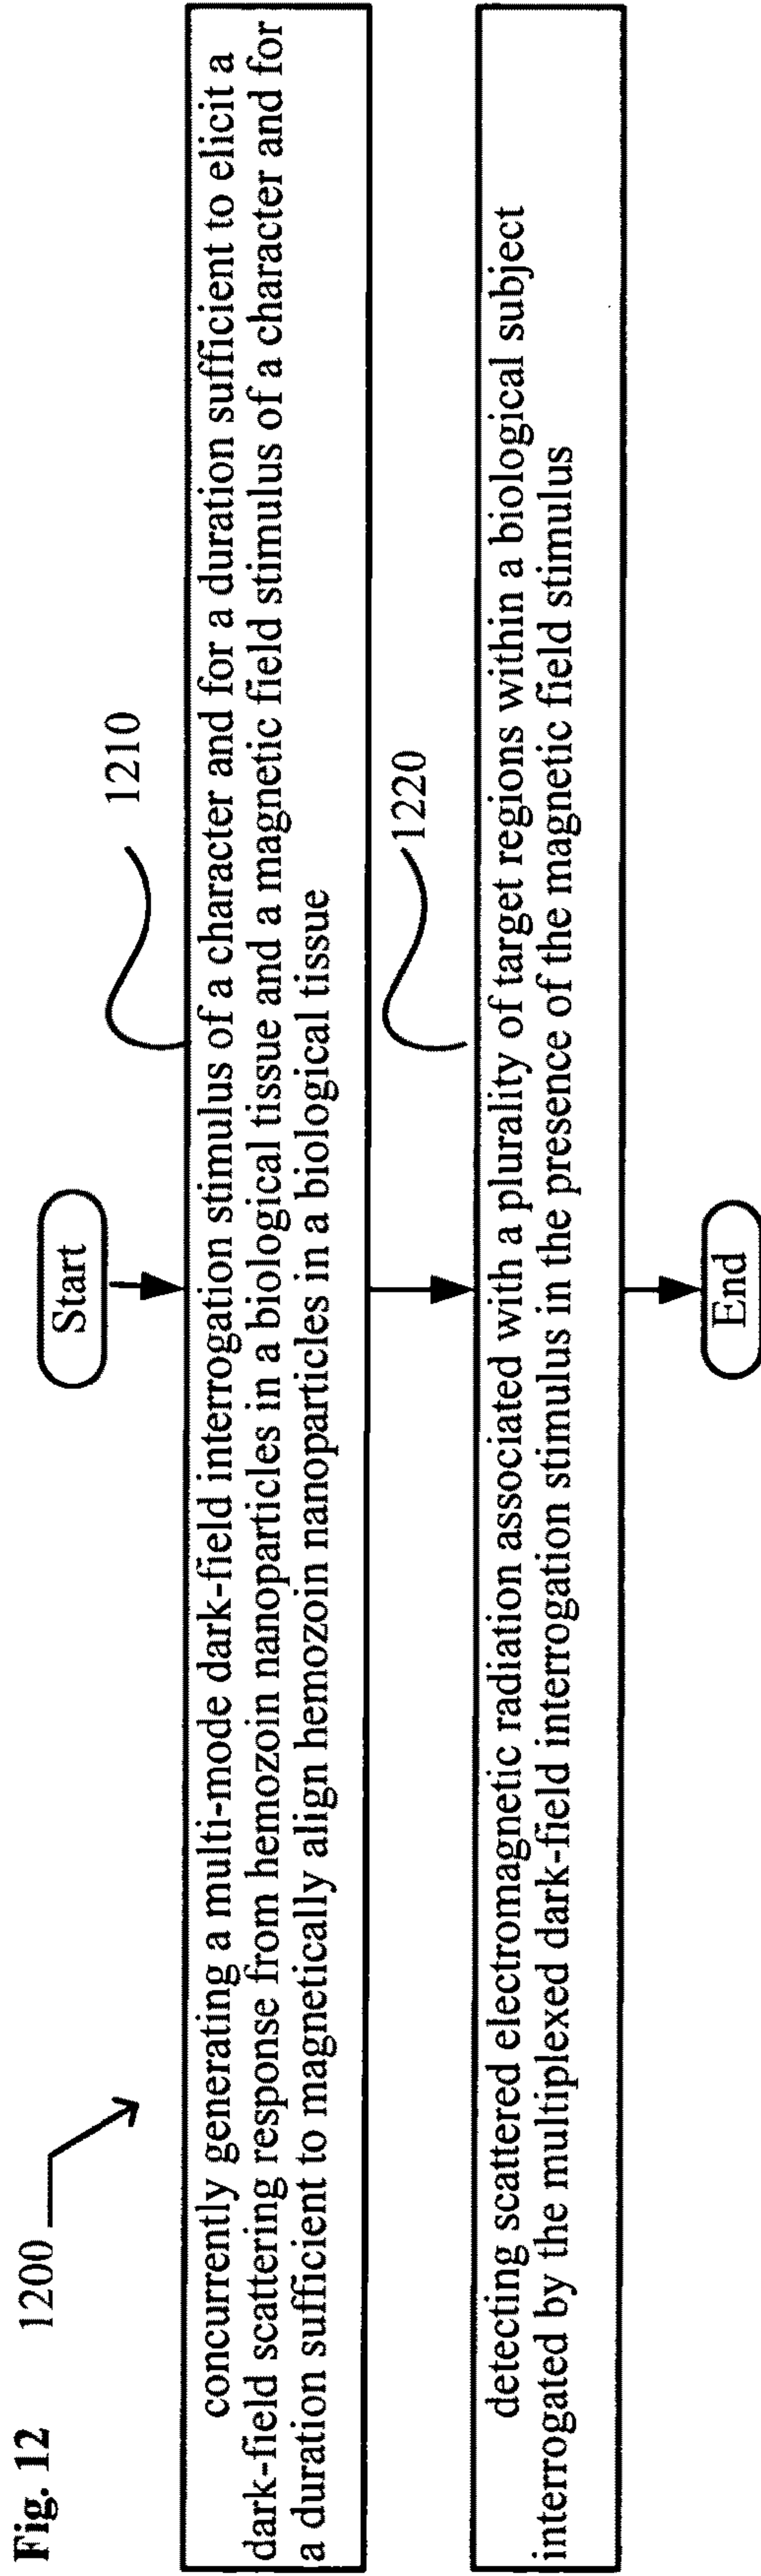 Fig. 12
1200
Start
1210
concurrently generating a multi-mode dark-field interrogation stimulus of a character and for a duration sufficient to elicit a
dark-field scattering response from hemozoin nanoparticles in a biological tissue and a magnetic field stimulus of a character and for
a duration sufficient to magnetically align hemozoin nanoparticles in a biological tissue
1220
detecting scattered electromagnetic radiation associated with a plurality of target regions within a biological subject
interrogated by the multiplexed dark-field interrogation stimulus in the presence of the magnetic field stimulus
End